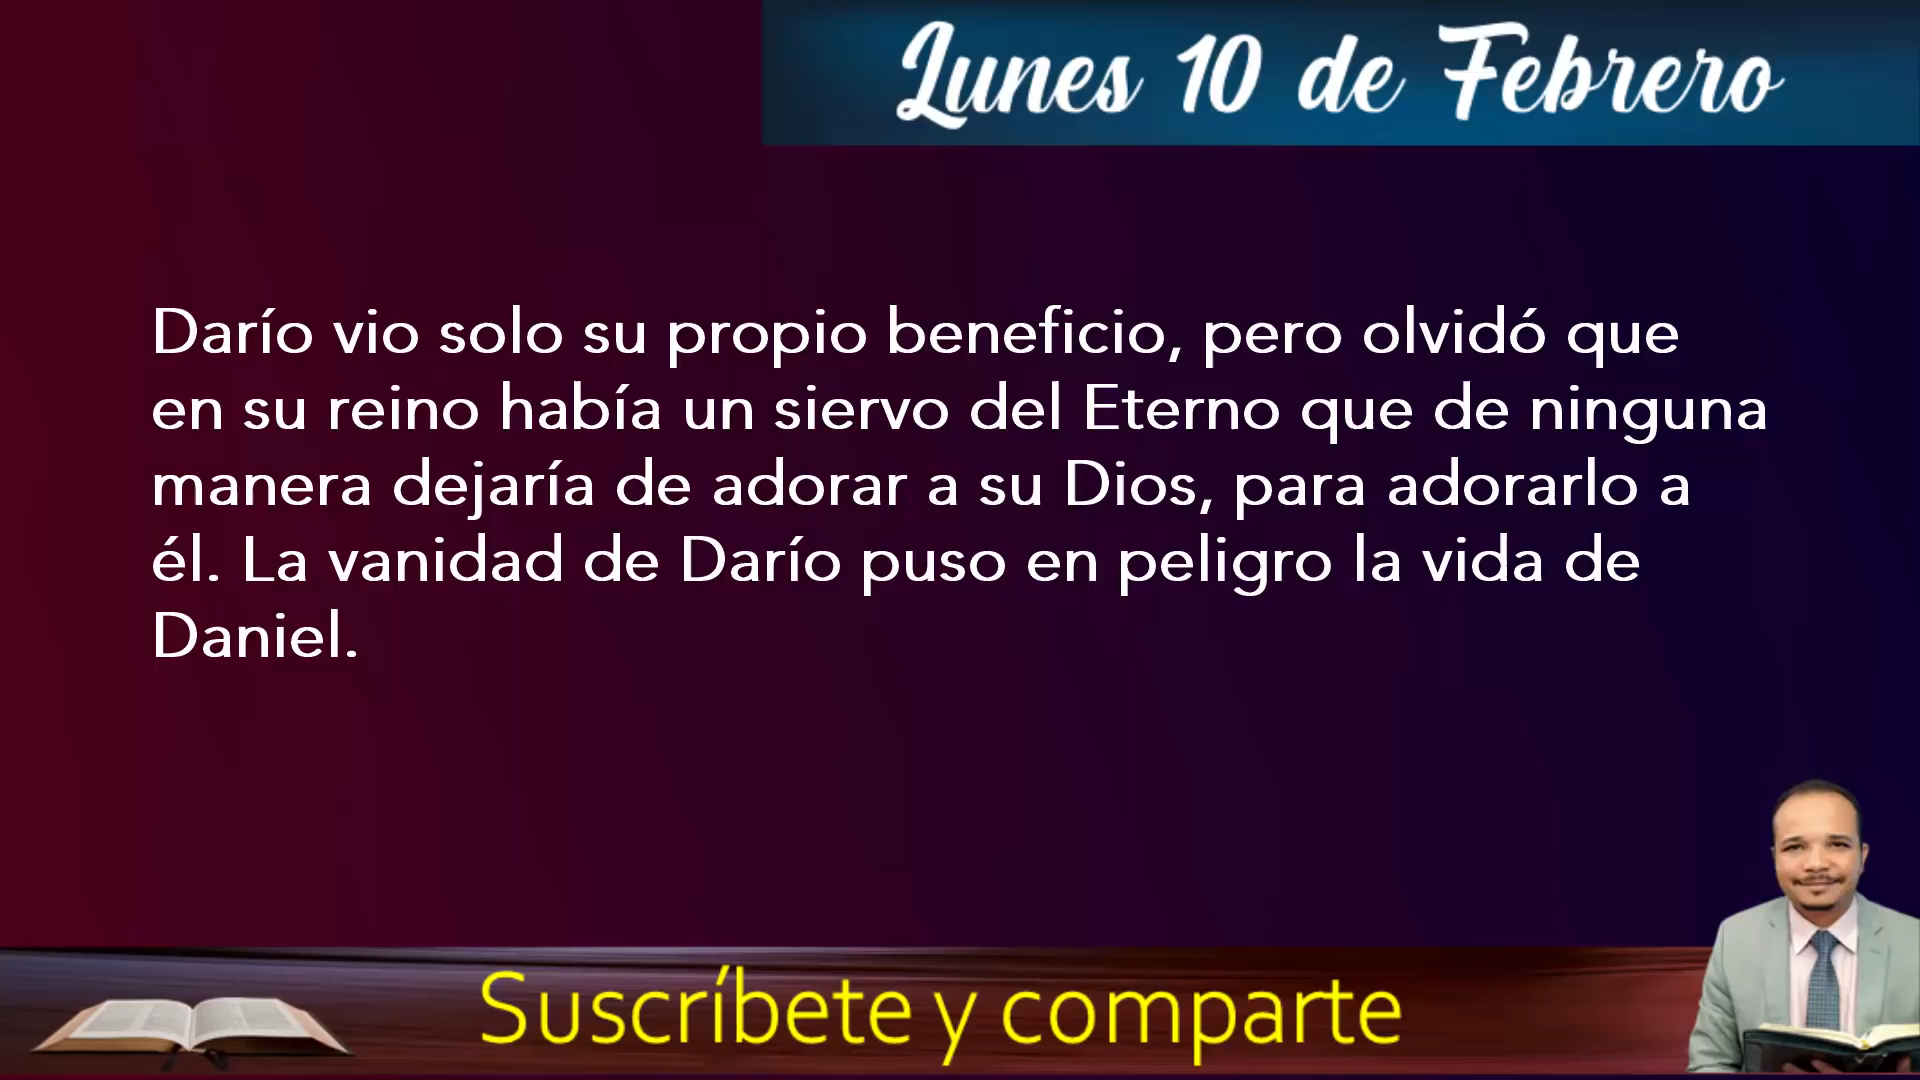 Lunes 10 de Febrero
Darío vio solo su propio beneficio, pero olvidó que
en su reino había un siervo del Eterno que de ninguna
manera dejaría de adorar a su Dios, para adorarlo a
él. La vanidad de Darío puso en peligro la vida de
Daniel.
Suscríbete y comparte